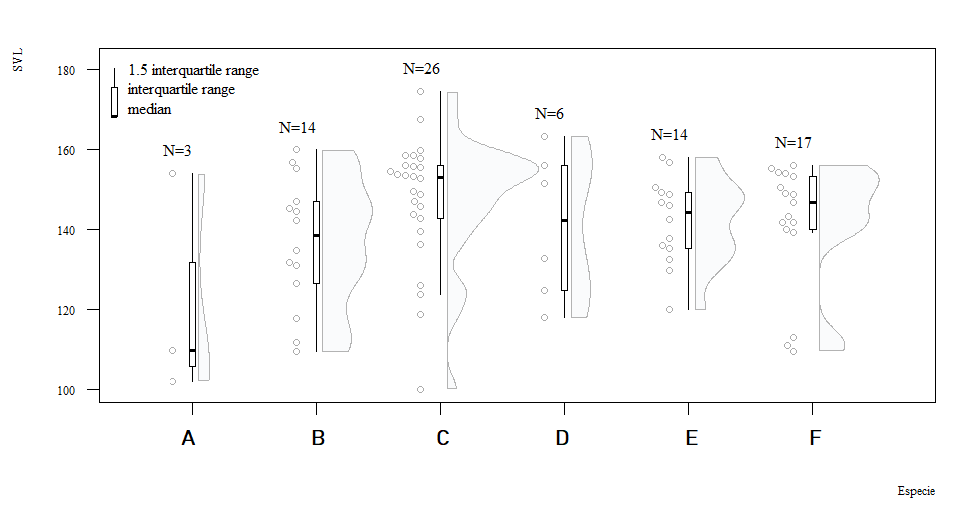 SVL
180
160
140
120
100
1.5 interquartile range
interquartile range
median
N=3
N=14
N=26
N=6
N=14
N=17
A B C D E F
Especie